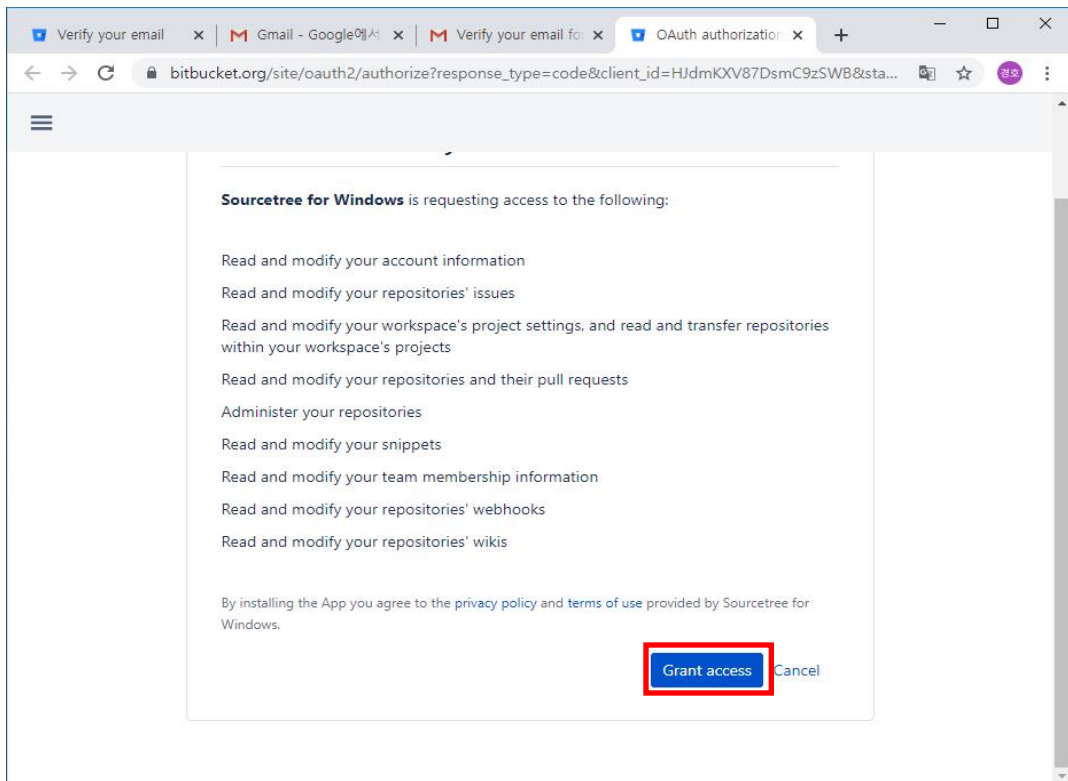 Verify your email
Gmail - Google에서
Verify your email fo
OAuth authorization
bitbucket.org/site/oauth2/authorize?response_type=code&client_id=HJdmKXV87DsmC9zSWB&sta...
경호
Sourcetree for Windows is requesting access to the following:
Read and modify your account information
Read and modify your repositories' issues
Read and modify your workspace's project settings, and read and transfer repositories
within your workspace's projects
Read and modify your repositories and their pull requests
Administer your repositories
Read and modify your snippets
Read and modify your team membership information
Read and modify your repositories' webhooks
Read and modify your repositories' wikis
By installing the App you agree to the privacy policy and terms of use provided by Sourcetree for
Windows.
Grant access Cancel